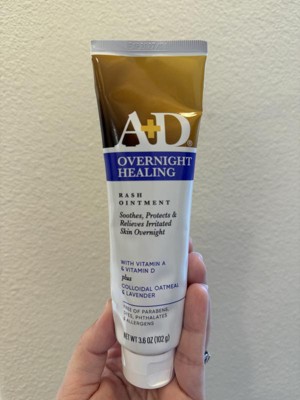 A+D®
OVERNIGHT
HEALING
RASH
OINTMENT
Soothes, Protects &
Relieves Irritated
Skin Overnight
WITH VITAMIN A
& VITAMIN D
plus
COLLOIDAL OATMEAL
& LAVENDER
FREE OF PARABENS,
DYES, PHTHALATES
& ALLERGENS
NET WT 3.6 OZ (102 g)